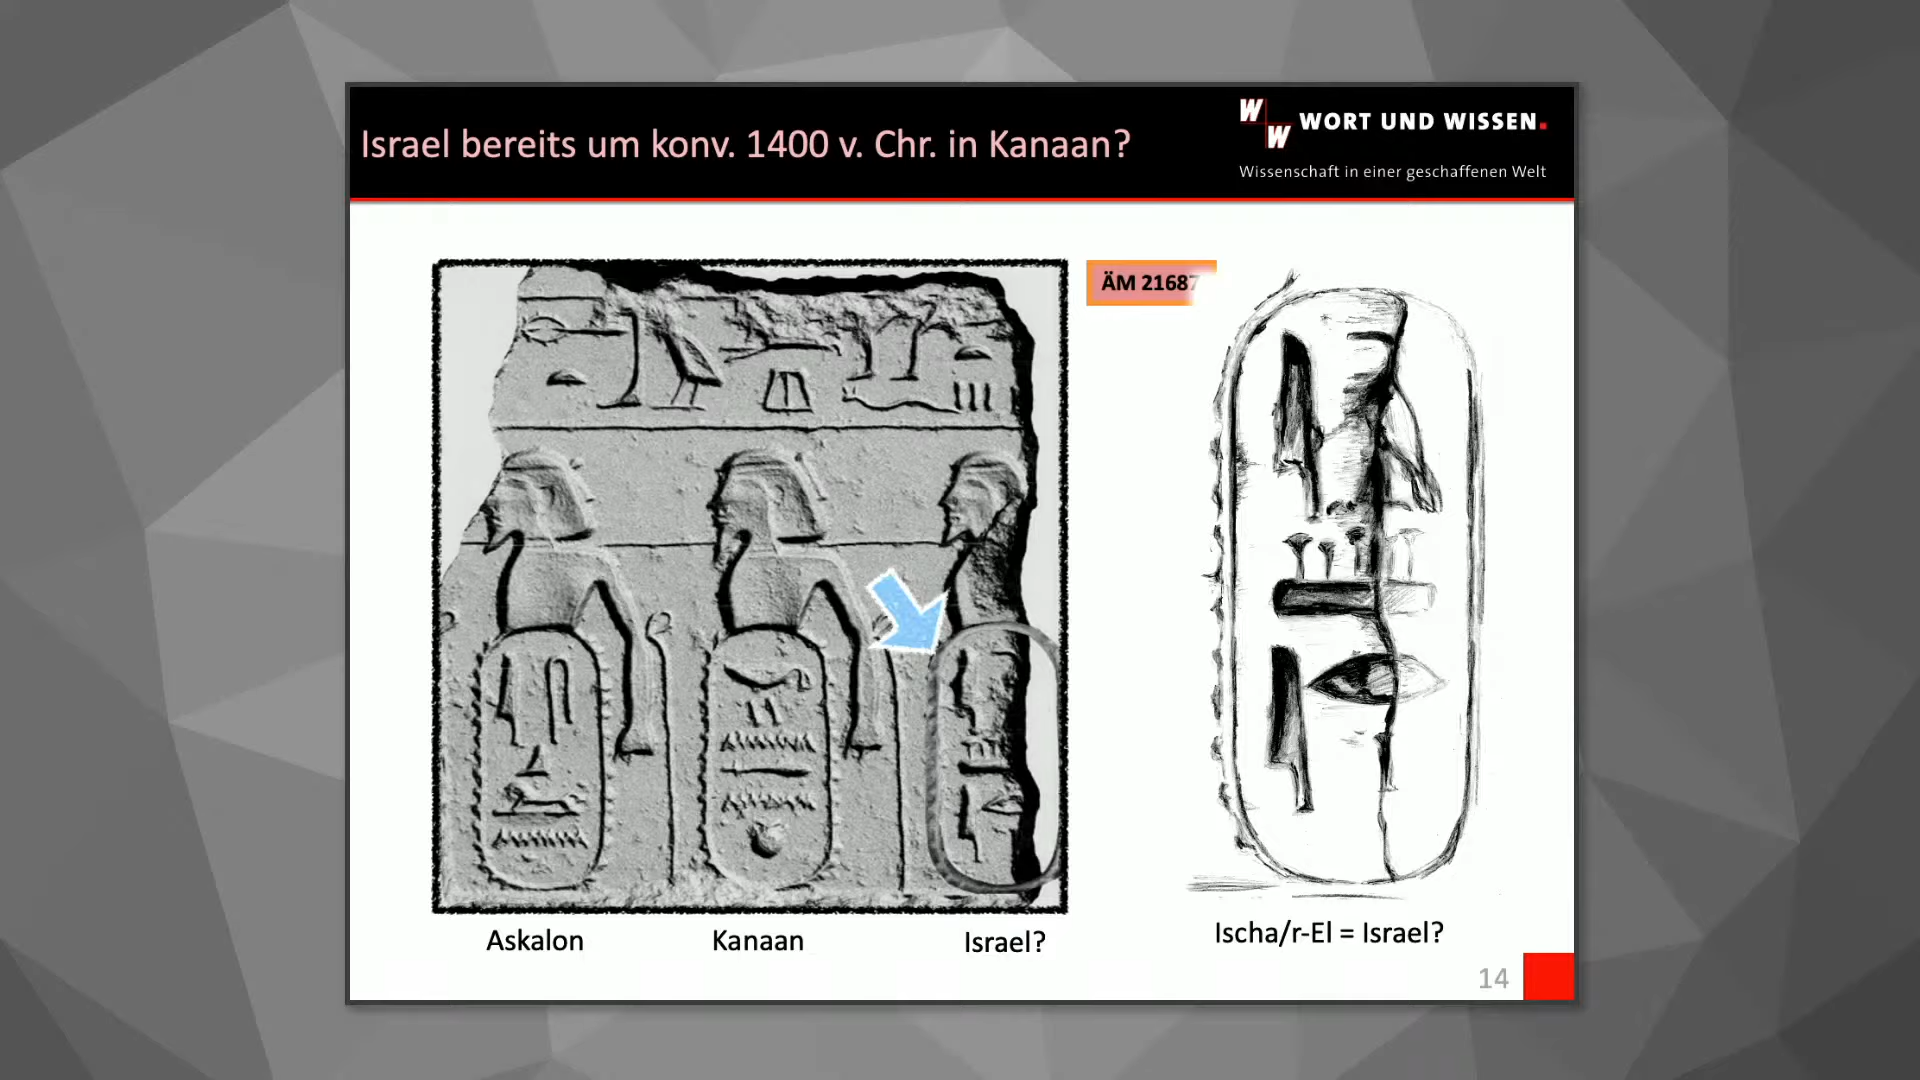 Israel bereits um konv. 1400 v. Chr. in Kanaan?
W
W
WORT UND WISSEN.
Wissenschaft in einer geschaffenen Welt
ÄM 21687
Askalon
Kanaan
Israel?
Ischa/r-El = Israel?
14